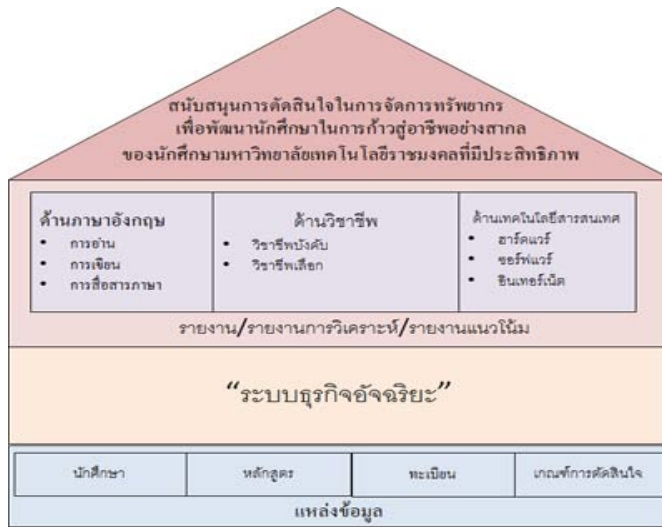 สนับสนุนการตัดสินใจในการจัดการทรัพยากร
เพื่อพัฒนานักศึกษาในการก้าวสู่อาชีพอย่างสากล
ของนักศึกษามหาวิทยาลัยเทคโนโลยีราชมงคลที่มีประสิทธิภาพ
ด้านภาษาอังกฤษ
• การอ่าน
• การเขียน
• การสื่อสารภาษา
ด้านวิชาชีพ
• วิชาชีพบังคับ
• วิชาชีพเลือก
ด้านเทคโนโลยีสารสนเทศ
• ฮาร์ดแวร์
• ซอร์ฟแวร์
• อินเทอร์เน็ต
รายงาน/รายงานการวิเคราะห์/รายงานแนวโน้ม
“ระบบธุรกิจอัจฉริยะ”
นักศึกษา
หลักสูตร
ทะเบียน
เกณฑ์การตัดสินใจ
แหล่งข้อมูล